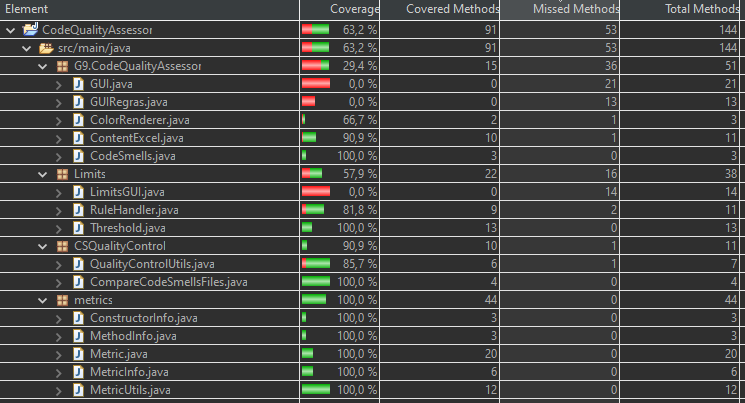 Element Coverage Covered Methods Missed Methods Total Methods
CodeQualityAssessor 63,2 % 91 53 144
src/main/java 63,2 % 91 53 144
G9.CodeQualityAssessor 29,4 % 15 36 51
GUI.java 0,0 % 0 21 21
GUIRegras.java 0,0 % 0 13 13
ColorRenderer.java 66,7 % 2 1 3
ContentExcel.java 90,9 % 10 1 11
CodeSmells.java 100,0 % 3 0 3
Limits 57,9 % 22 16 38
LimitsGUI.java 0,0 % 0 14 14
RuleHandler.java 81,8 % 9 2 11
Threshold.java 100,0 % 13 0 13
CSQualityControl 90,9 % 10 1 11
QualityControlUtils.java 85,7 % 6 1 7
CompareCodeSmellsFiles.java 100,0 % 4 0 4
metrics 100,0 % 44 0 44
ConstructorInfo.java 100,0 % 3 0 3
MethodInfo.java 100,0 % 3 0 3
Metric.java 100,0 % 20 0 20
MetricInfo.java 100,0 % 6 0 6
MetricUtils.java 100,0 % 12 0 12